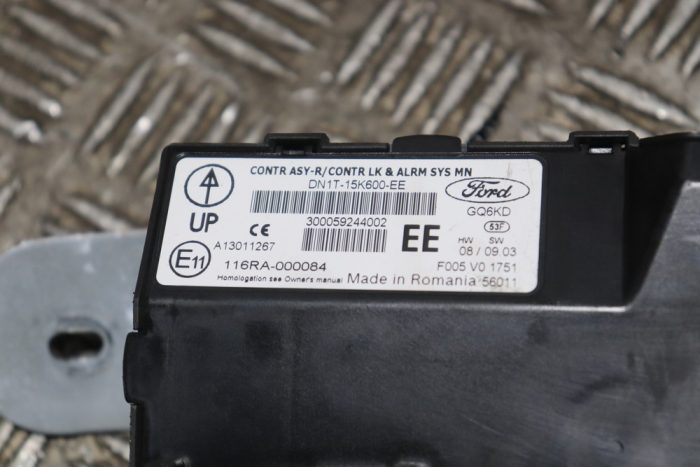 CONTR ASY-R/CONTR LK & ALRM SYS MN
DN1T-15K600-EE
Ford
GQ6KD
53F
UP
CE
300059244002
EE
HW SW
08 / 09.03
A13011267
E11
116RA-000084
F005 V0 1751
Homologation see Owner's manual Made in Romania 56011